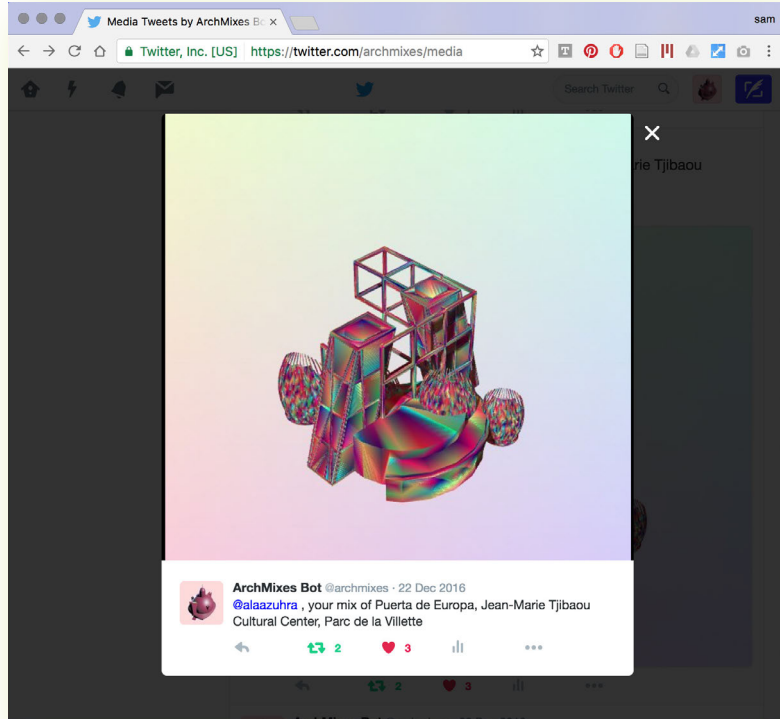 Media Tweets by ArchMixes Bo
sam
Twitter, Inc. [US] https://twitter.com/archmixes/media
Search Twitter
rie Tjibaou
ArchMixes Bot @archmixes · 22 Dec 2016
@alaazuhra , your mix of Puerta de Europa, Jean-Marie Tjibaou
Cultural Center, Parc de la Villette
2 3
2 3